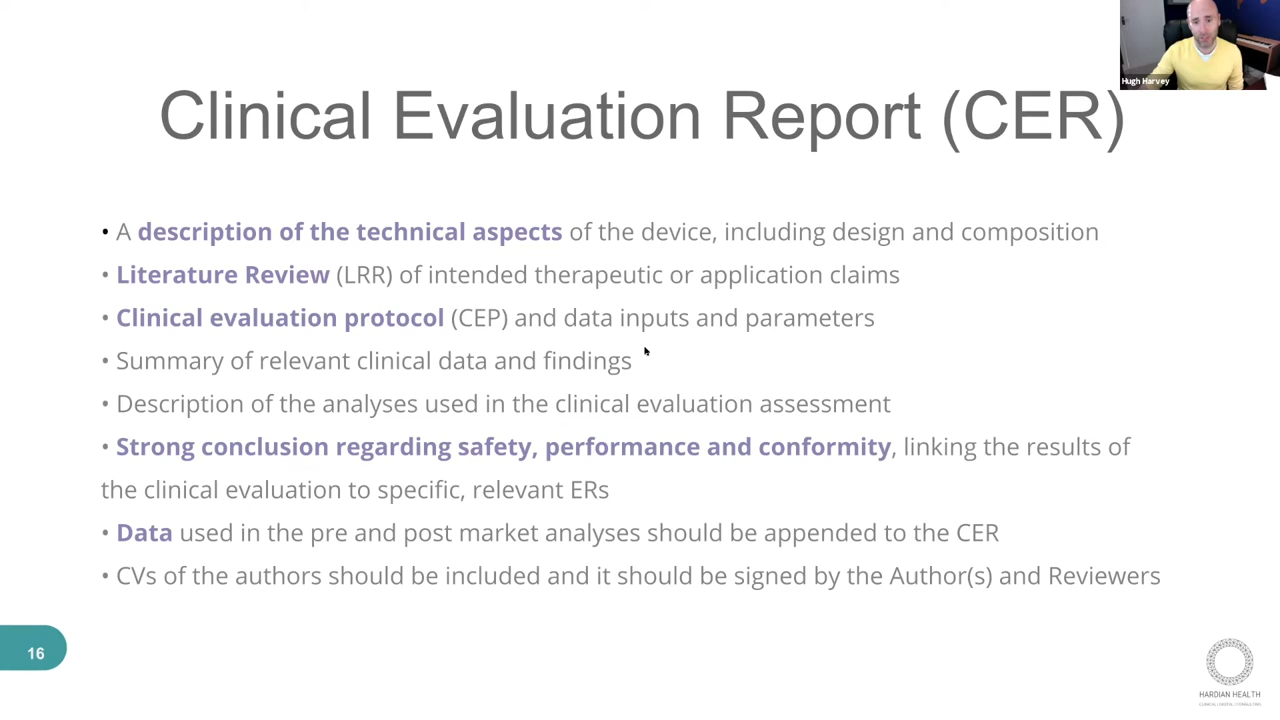 Hugh Harvey
Clinical Evaluation Report (CER)
• A description of the technical aspects of the device, including design and composition
• Literature Review (LRR) of intended therapeutic or application claims
• Clinical evaluation protocol (CEP) and data inputs and parameters
• Summary of relevant clinical data and findings
• Description of the analyses used in the clinical evaluation assessment
• Strong conclusion regarding safety, performance and conformity, linking the results of
the clinical evaluation to specific, relevant ERs
• Data used in the pre and post market analyses should be appended to the CER
• CVs of the authors should be included and it should be signed by the Author(s) and Reviewers
16
HARDIAN HEALTH
CLINICAL | DIGITAL | CONSULTING